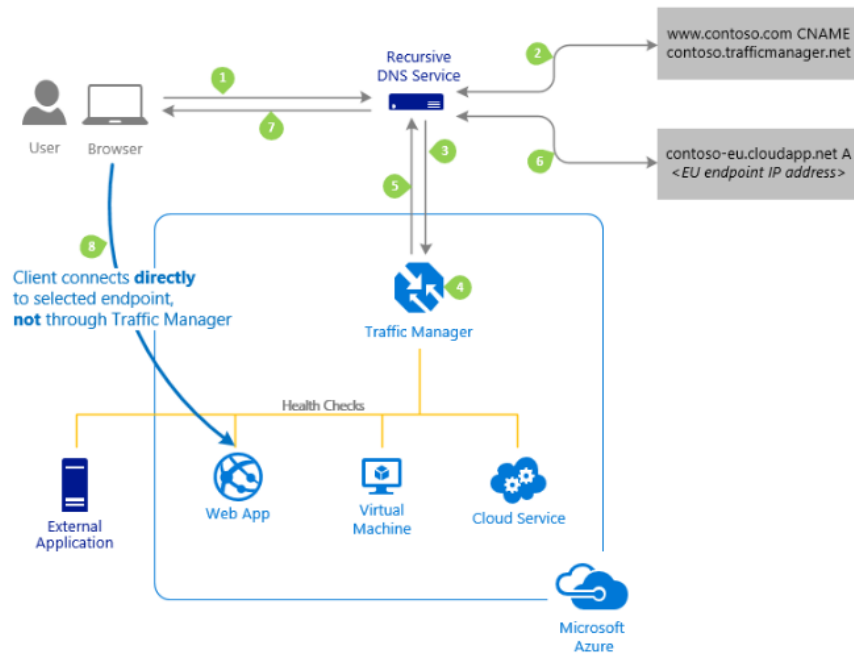 www.contoso.com CNAME
contoso.trafficmanager.net
Recursive
DNS Service
1
2
7
User
Browser
3
5
6
contoso-eu.cloudapp.net A
<EU endpoint IP address>
8
Client connects directly
to selected endpoint,
not through Traffic Manager
4
Traffic Manager
Health Checks
External
Application
Web App
Virtual
Machine
Cloud Service
Microsoft
Azure